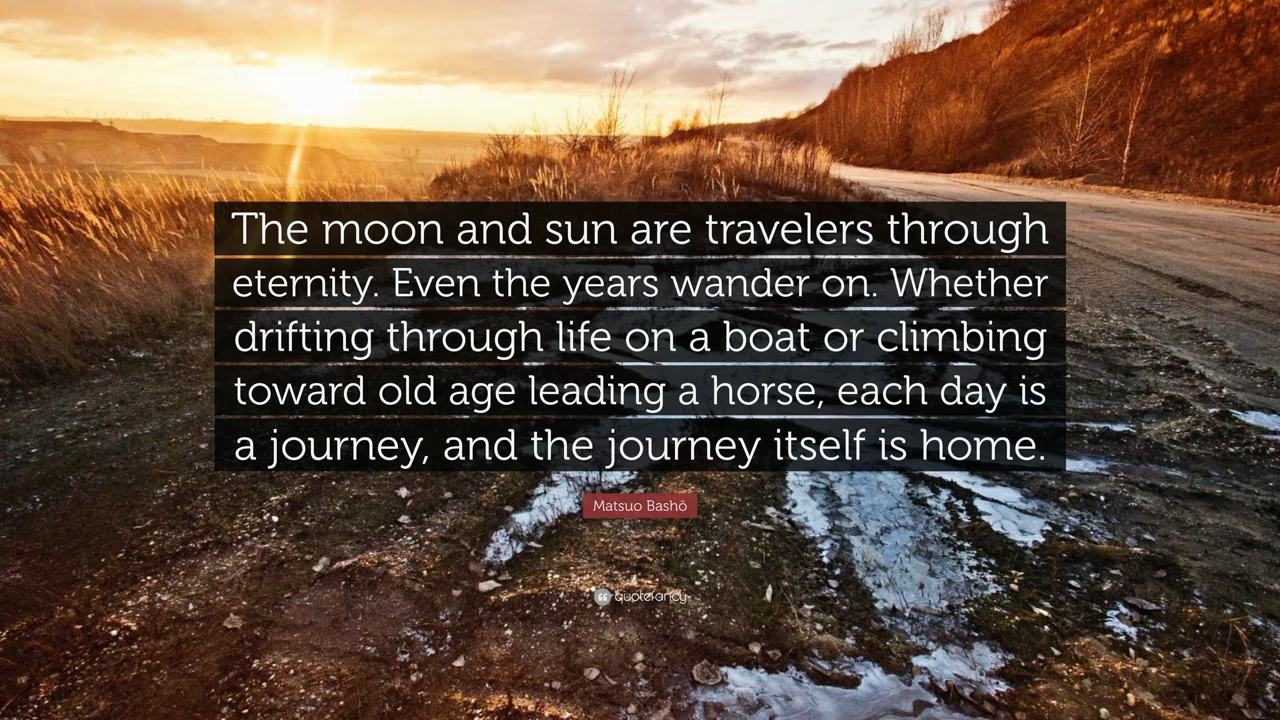 The moon and sun are travelers through
eternity. Even the years wander on. Whether
drifting through life on a boat or climbing
toward old age leading a horse, each day is
a journey, and the journey itself is home.
Matsuo Bashō
quotefancy